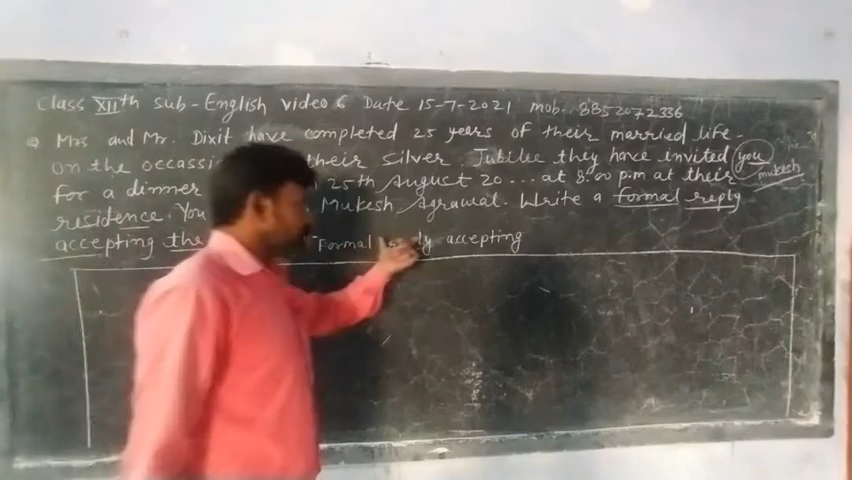 Class XIIth sub-English video 6 Date 15-7-2021 mob- 8852072336
Q Mrs and Mr. Dixit have completed 25 years of their married life-
On the occassi their Silver Jubilee they have invited you
mukesh
for a dinner 25th August 20... at 8:00 p.m at their
residence. You Mukesh Agrawal. Write a formal reply
accepting the "Formal ly accepting